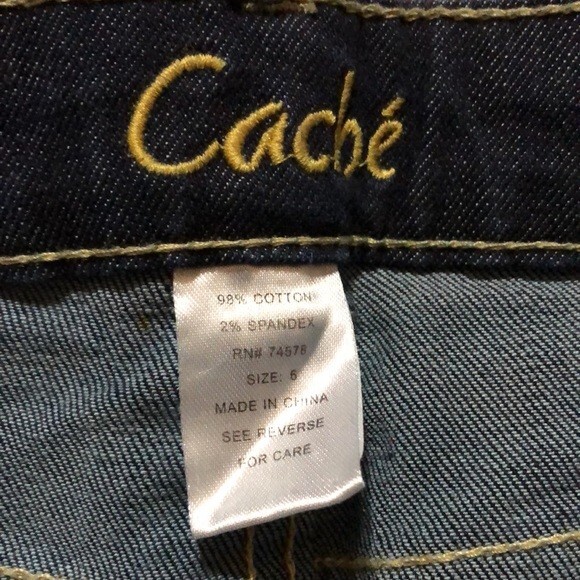 Caché
98% COTTON
2% SPANDEX
RN# 74578
SIZE: 6
MADE IN CHINA
SEE REVERSE
FOR CARE